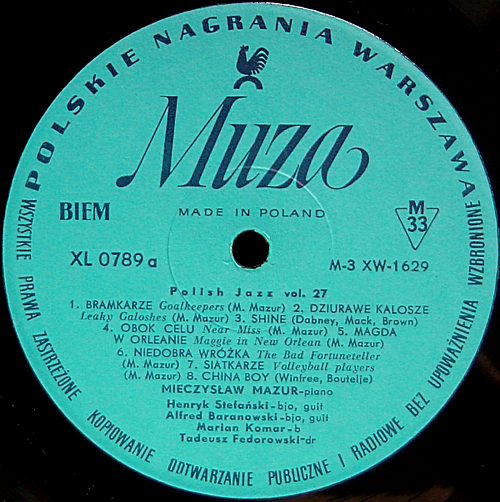 POLSKIE NAGRANIA WARSZAWA
Muza
BIEM
MADE IN POLAND
M
33
XL 0789 a
M-3 XW-1629
Polish Jazz vol. 27
1. BRAMKARZE Goalkeepers (M. Mazur) 2. DZIURAWE KALOSZE
Leaky Galoshes (M. Mazur) 3. SHINE (Dabney, Mack, Brown)
4. OBOK CELU Near Miss (M. Mazur) 5. MAGDA
W ORLEANIE Maggie in New Orlean (M. Mazur)
6. NIEDOBRA WRÓŻKA The Bad Fortuneteller
(M. Mazur) 7. SIATKARZE Volleyball players
(M. Mazur) 8. CHINA BOY (Winfree, Boutelje)
MIECZYSŁAW MAZUR-piano
Henryk Stefański-bjo, guit
Alfred Baranowski-bjo, guit
Marian Komar-b
Tadeusz Fedorowski-dr
WSZYSTKIE PRAWA ZASTRZEŻONE KOPIOWANIE ODTWARZANIE PUBLICZNE I RADIOWE BEZ UPOWAŻNIENIA WZBRONIONE